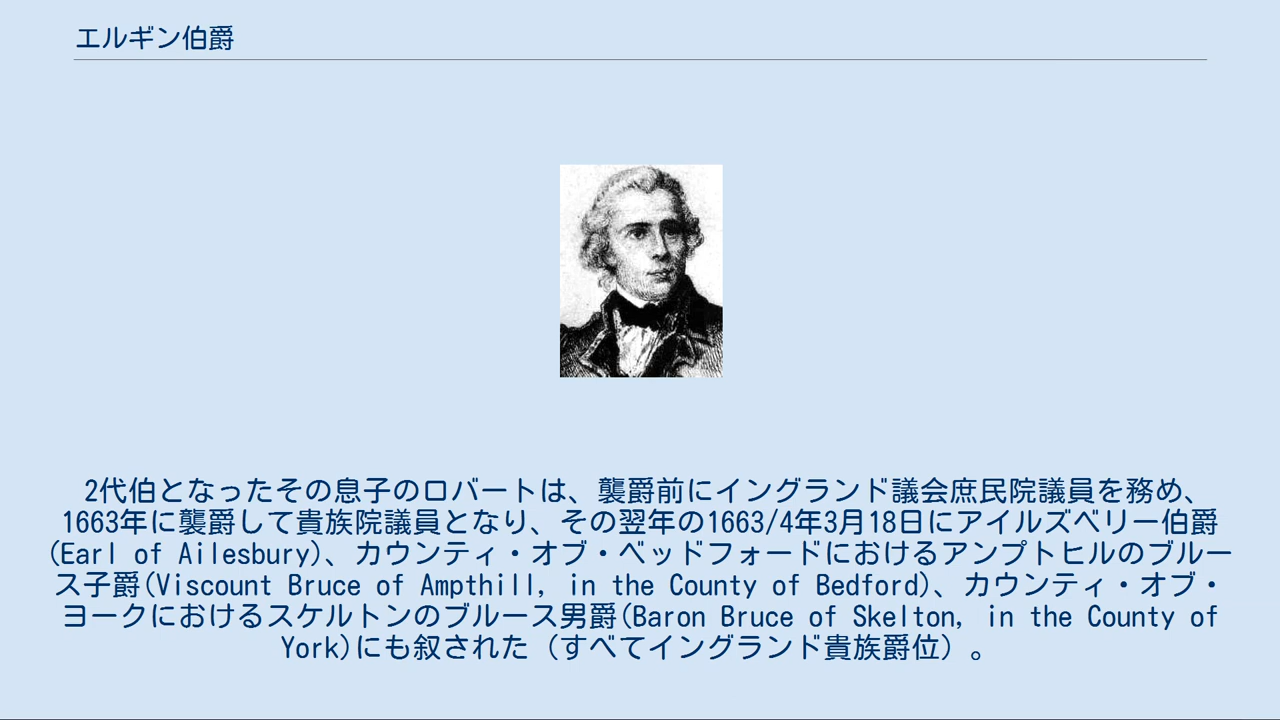 エルギン伯爵
2代伯となったその息子のロバートは、襲爵前にイングランド議会庶民院議員を務め、
1663年に襲爵して貴族院議員となり、その翌年の1663/4年3月18日にアイルズベリー伯爵
(Earl of Ailesbury)、カウンティ・オブ・ベッドフォードにおけるアンプトヒルのブルー
ス子爵(Viscount Bruce of Ampthill, in the County of Bedford)、カウンティ・オブ・
ヨークにおけるスケルトンのブルース男爵(Baron Bruce of Skelton, in the County of
York)にも叙された（すべてイングランド貴族爵位）。